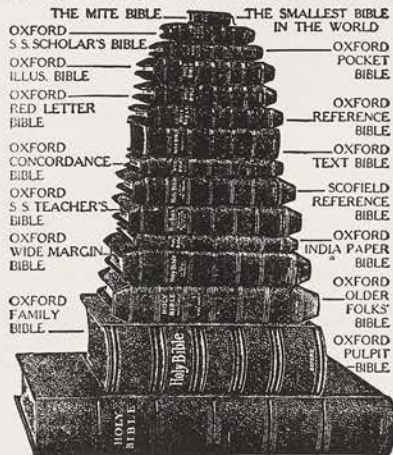 THE MITE BIBLE
THE SMALLEST BIBLE
IN THE WORLD
OXFORD
S S. SCHOLAR'S BIBLE
OXFORD
POCKET
BIBLE
OXFORD
ILLUS. BIBLE
OXFORD
RED LETTER
BIBLE
OXFORD
REFERENCE
BIBLE
OXFORD
CONCORDANCE
BIBLE
OXFORD
TEXT BIBLE
OXFORD
S S TEACHER'S
BIBLE
SCOFIELD
REFERENCE
BIBLE
OXFORD
WIDE MARGIN
BIBLE
OXFORD
INDIA PAPER
BIBLE
OXFORD
FAMILY
BIBLE
OXFORD
OLDER
FOLKS'
BIBLE
OXFORD
PULPIT
BIBLE
HOLY
BIBLE
Holy Bible
HOLY
BIBLE